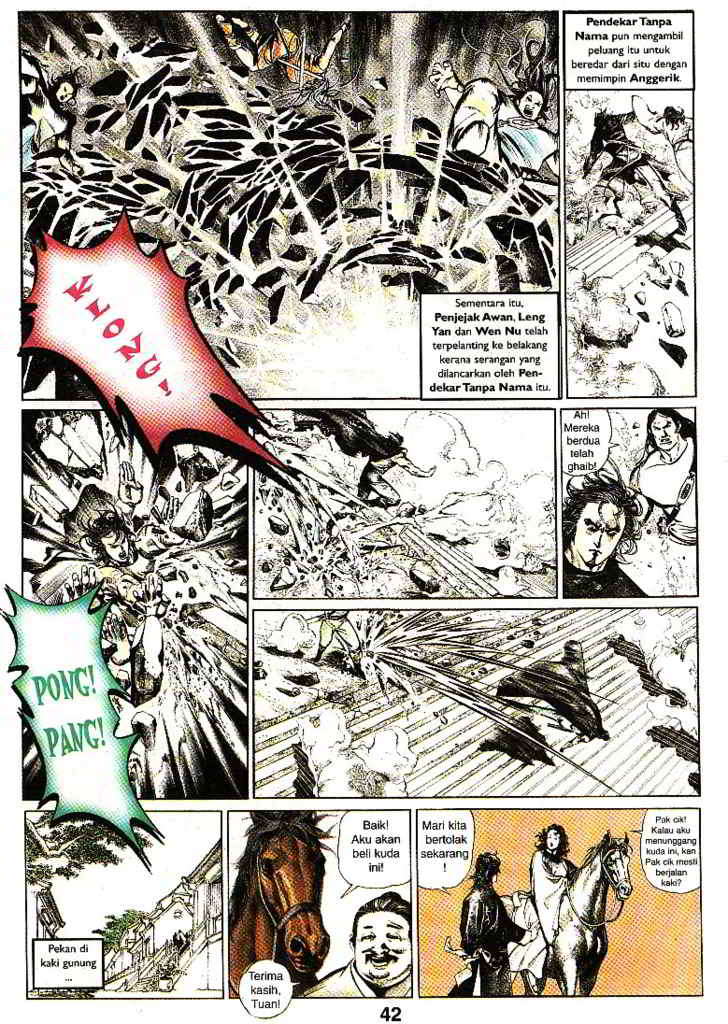 Pendekar Tanpa
Nama pun mengambil
peluang itu untuk
beredar dari situ dengan
memimpin Anggerik.
Sementara itu,
Penjejak Awan, Leng
Yan dan Wen Nu telah
terpelanting ke belakang
kerana serangan yang
dilancarkan oleh Pen-
dekar Tanpa Nama itu.
Ah!
Mereka
berdua
telah
ghaib!
PONG!
PANG!
Pekan di
kaki gunung
...
Baik!
Aku akan
beli kuda
ini!
Terima
kasih,
Tuan!
Mari kita
bertolak
sekarang
!
Pak cik!
Kalau aku
menunggang
kuda ini, kan
Pak cik mesti
berjalan
kaki?
42